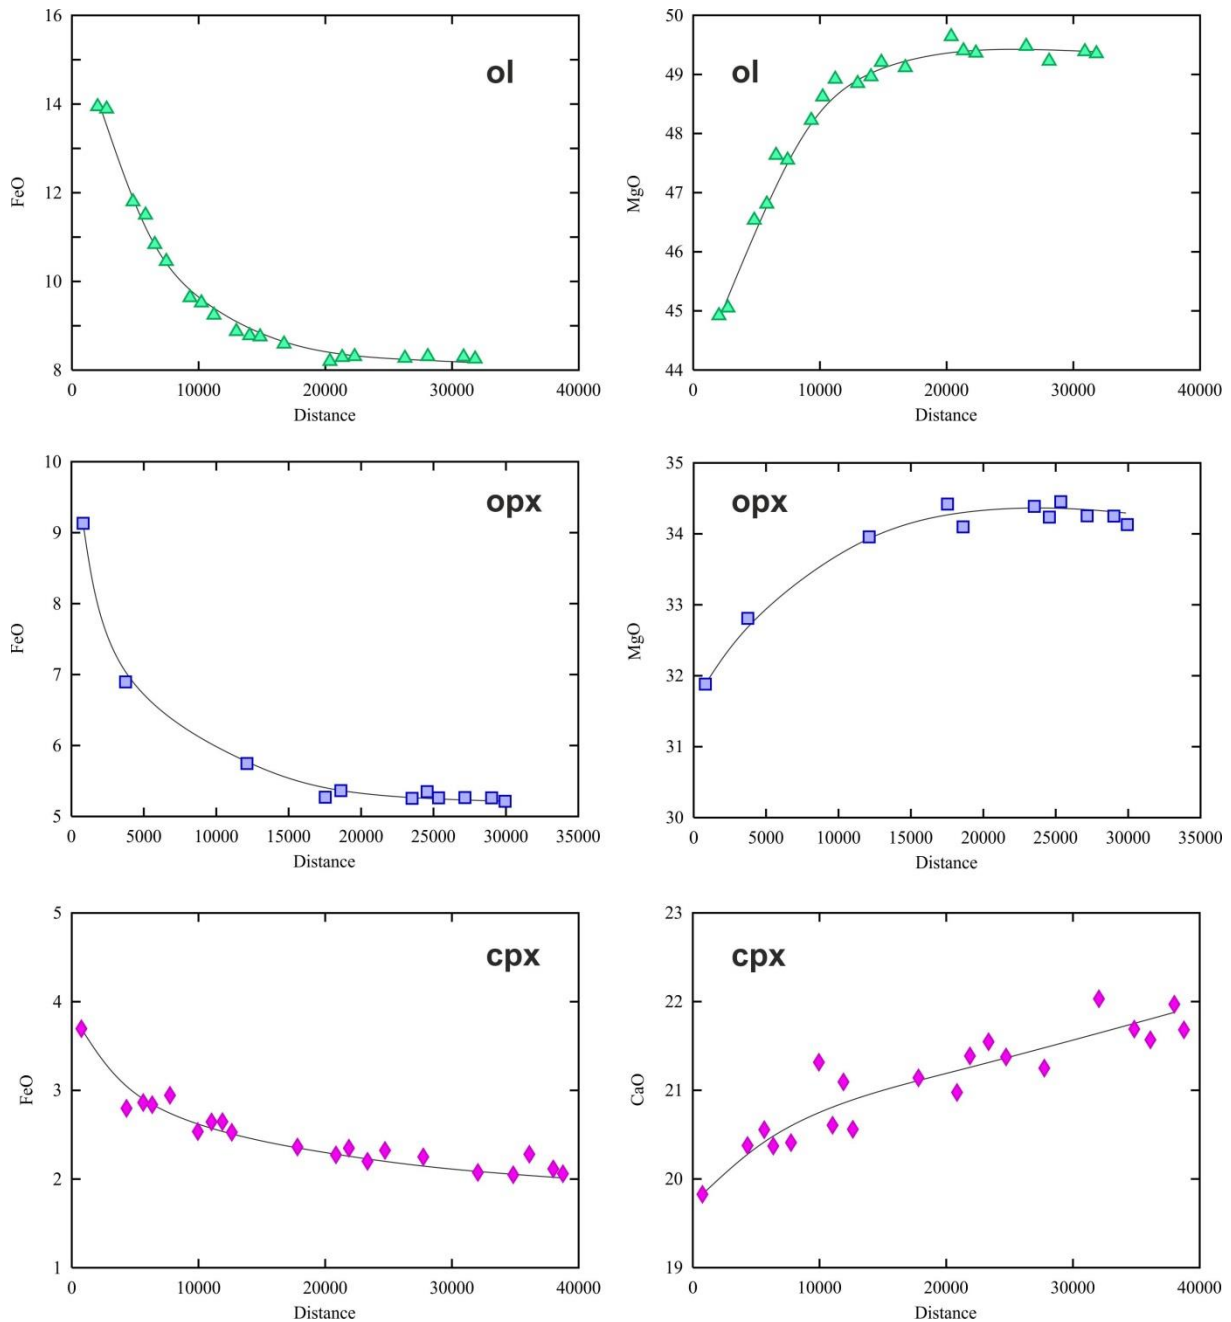 16
14
12
10
8
FeO
ol
0 10000 20000 30000 40000
Distance
50
49
48
47
46
45
44
MgO
ol
0 10000 20000 30000 40000
Distance
10
9
8
7
6
5
FeO
opx
0 5000 10000 15000 20000 25000 30000 35000
Distance
35
34
33
32
31
30
MgO
opx
0 5000 10000 15000 20000 25000 30000 35000
Distance
5
4
3
2
1
FeO
cpx
0 10000 20000 30000 40000
Distance
23
22
21
20
19
CaO
cpx
0 10000 20000 30000 40000
Distance